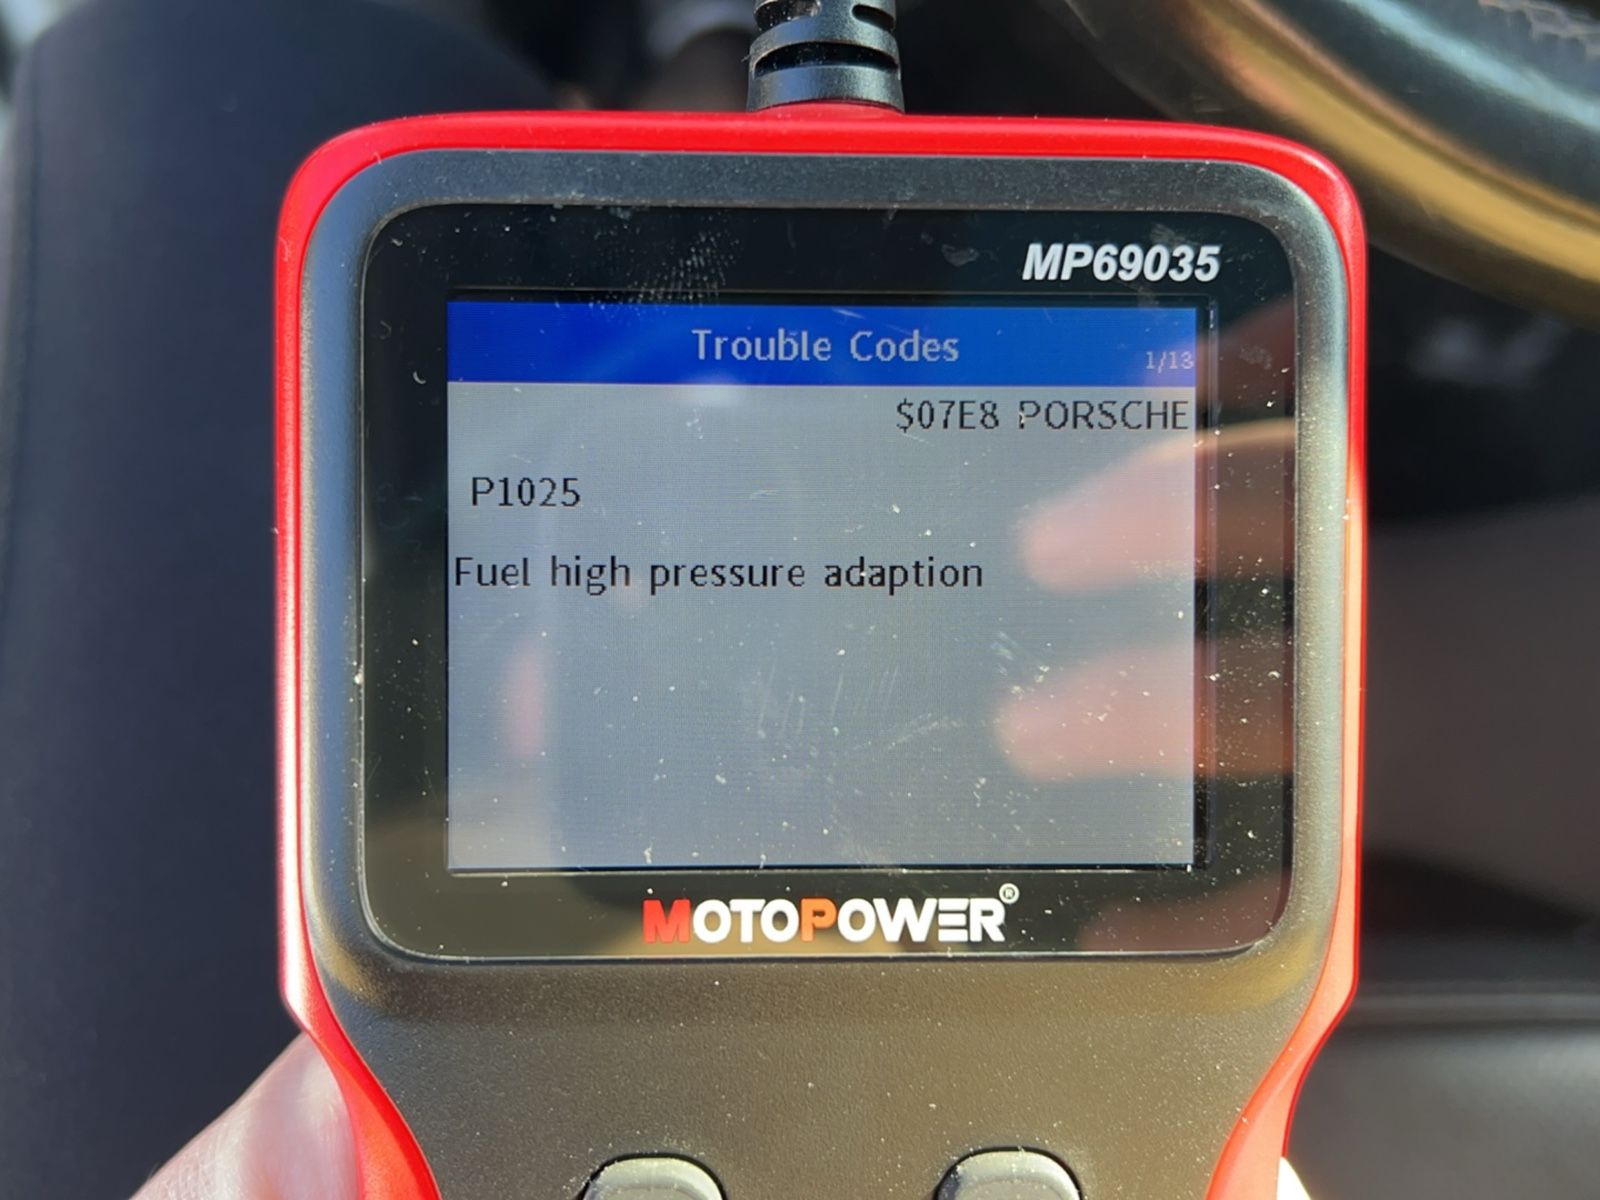 MP69035
Trouble Codes
1/13
$07E8 PORSCHE
P1025
Fuel high pressure adaption
MOTOPOWER®